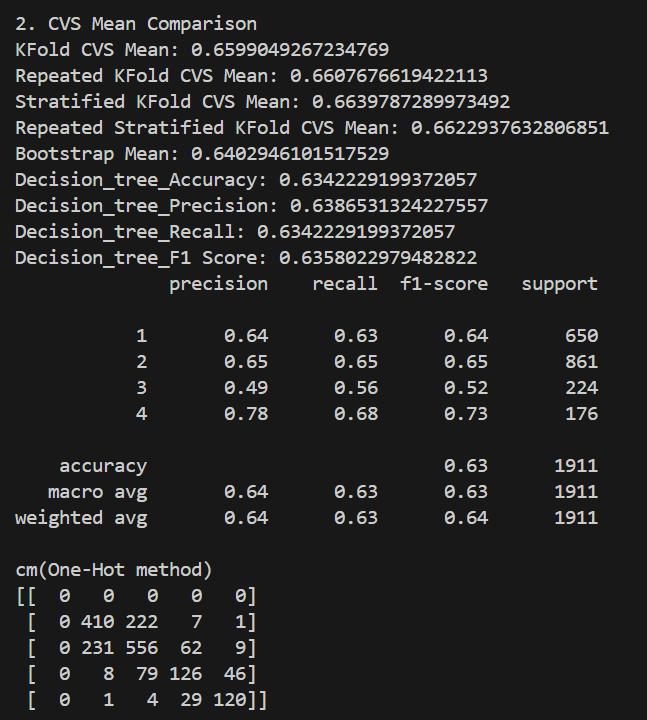 2. CVS Mean Comparison
KFold CVS Mean: 0.6599049267234769
Repeated KFold CVS Mean: 0.6607676619422113
Stratified KFold CVS Mean: 0.6639787289973492
Repeated Stratified KFold CVS Mean: 0.6622937632806851
Bootstrap Mean: 0.6402946101517529
Decision_tree_Accuracy: 0.6342229199372057
Decision_tree_Precision: 0.6386531324227557
Decision_tree_Recall: 0.6342229199372057
Decision_tree_F1 Score: 0.6358022979482822
precision recall f1-score support
1 0.64 0.63 0.64 650
2 0.65 0.65 0.65 861
3 0.49 0.56 0.52 224
4 0.78 0.68 0.73 176
accuracy 0.63 1911
macro avg 0.64 0.63 0.63 1911
weighted avg 0.64 0.63 0.64 1911
cm(One-Hot method)
[[ 0 0 0 0 0]
[ 0 410 222 7 1]
[ 0 231 556 62 9]
[ 0 8 79 126 46]
[ 0 1 4 29 120]]